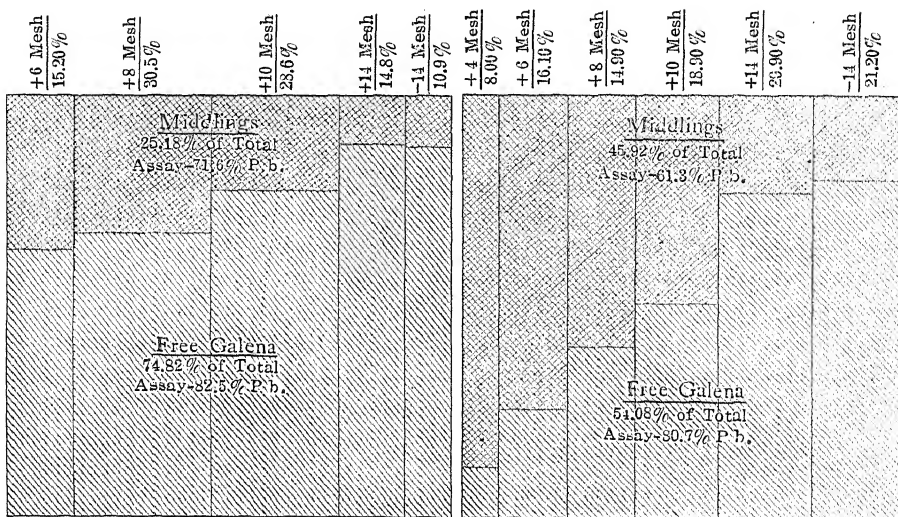 +6 Mesh
15.20%
+8 Mesh
30.5%
+10 Mesh
28.6%
+14 Mesh
14.8%
-14 Mesh
10.9%
Middlings
25.18% of Total
Assay-71.6% P.b.
Free Galena
74.82% of Total
Assay-82.5% P.b.
+4 Mesh
8.00%
+6 Mesh
16.10%
+8 Mesh
14.90%
+10 Mesh
18.90%
+14 Mesh
20.90%
-14 Mesh
21.20%
Middlings
45.92% of Total
Assay-61.3% P.b.
Free Galena
54.08% of Total
Assay-80.7% P.b.